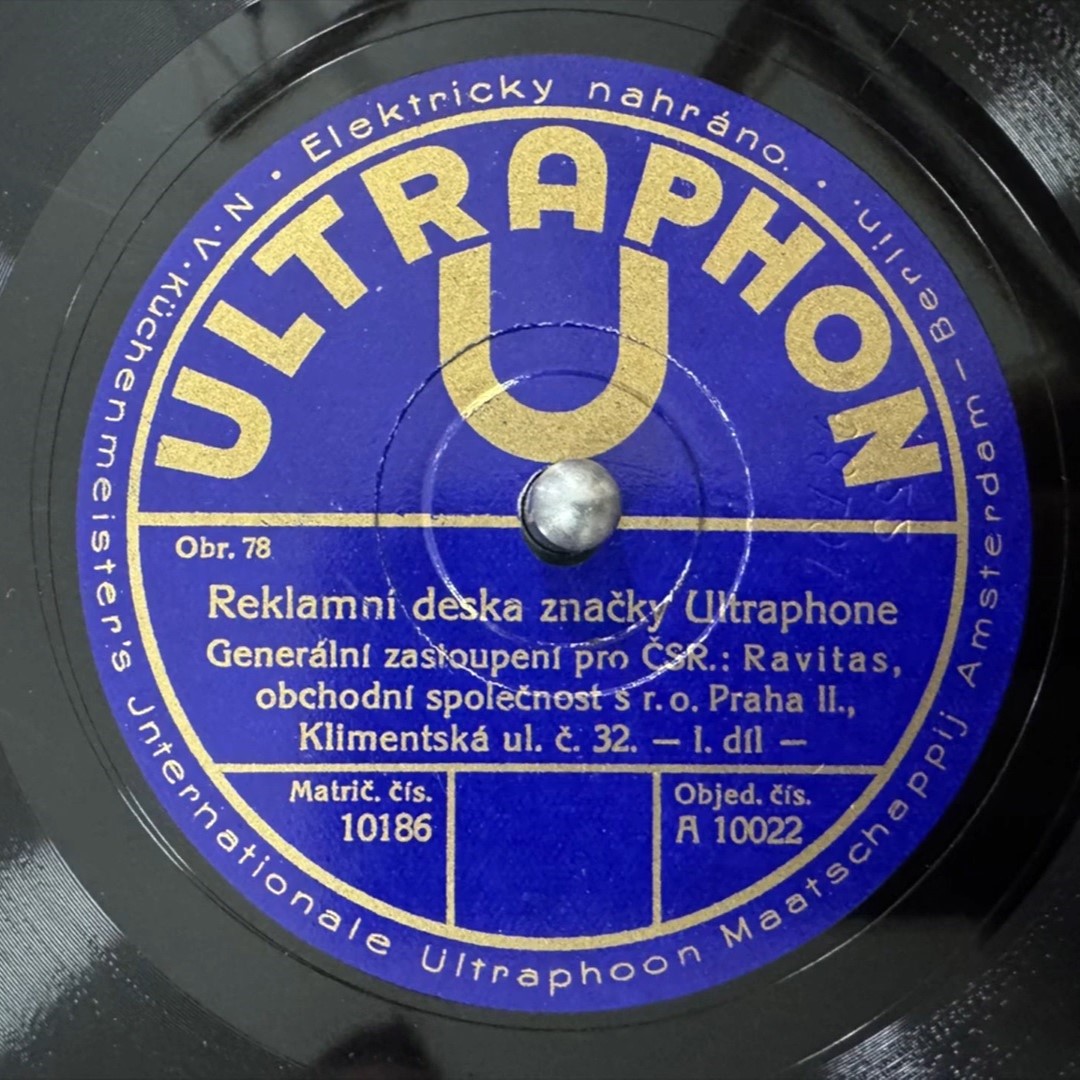 Elektricky nahráno.
N·V·Küchenmeister's Jnternationale Ultraphoon Maatschappij Amsterdam–Berlin.
ULTRAPHON
U
Obr. 78
Reklamní deska značky Ultraphone
Generální zastoupení pro ČSR.: Ravitas,
obchodní společnost s r. o. Praha II.,
Klimentská ul. č. 32. — I. díl —
Matrič. čís.
10186
Objed. čís.
A 10022